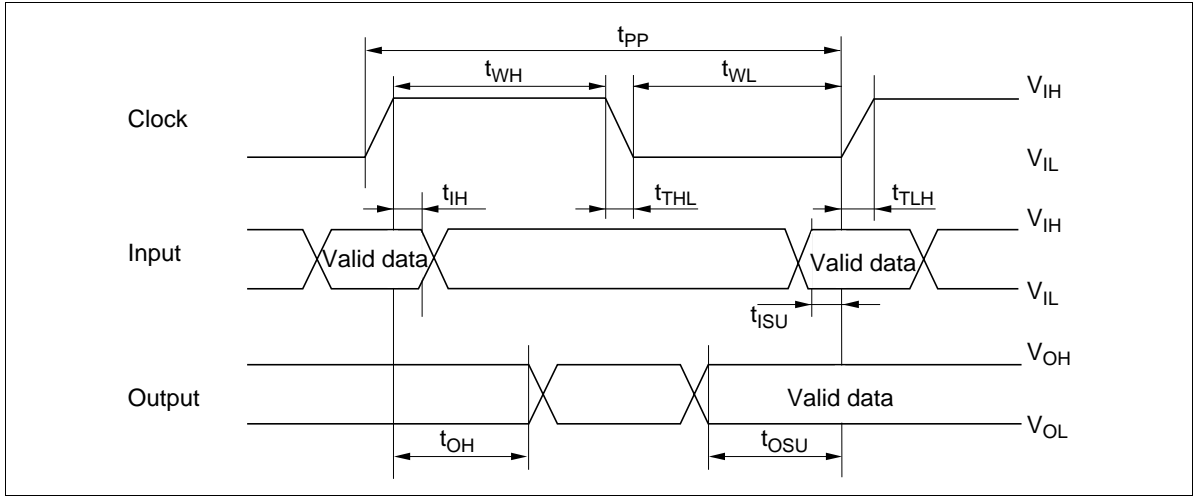 tPP
tWH
tWL
VIH
Clock
VIL
tIH
tTHL
tTLH
VIH
Input
Valid data
Valid data
VIL
tISU
VOH
Output
Valid data
VOL
tOH
tOSU